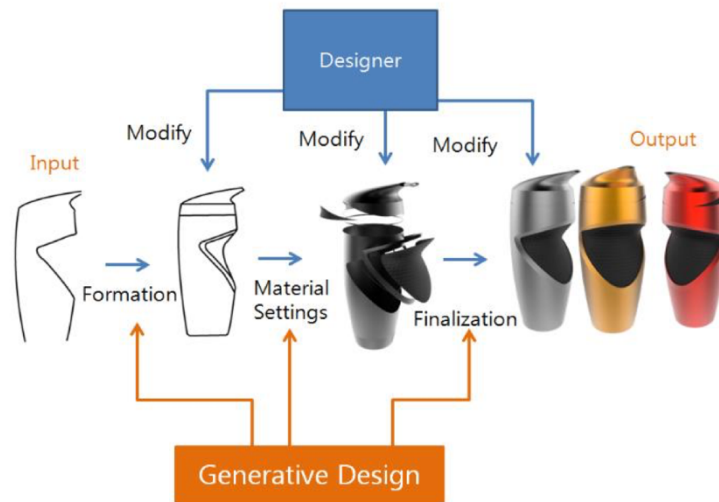 Designer
Modify
Modify
Modify
Input
Output
Formation
Material
Settings
Finalization
Generative Design